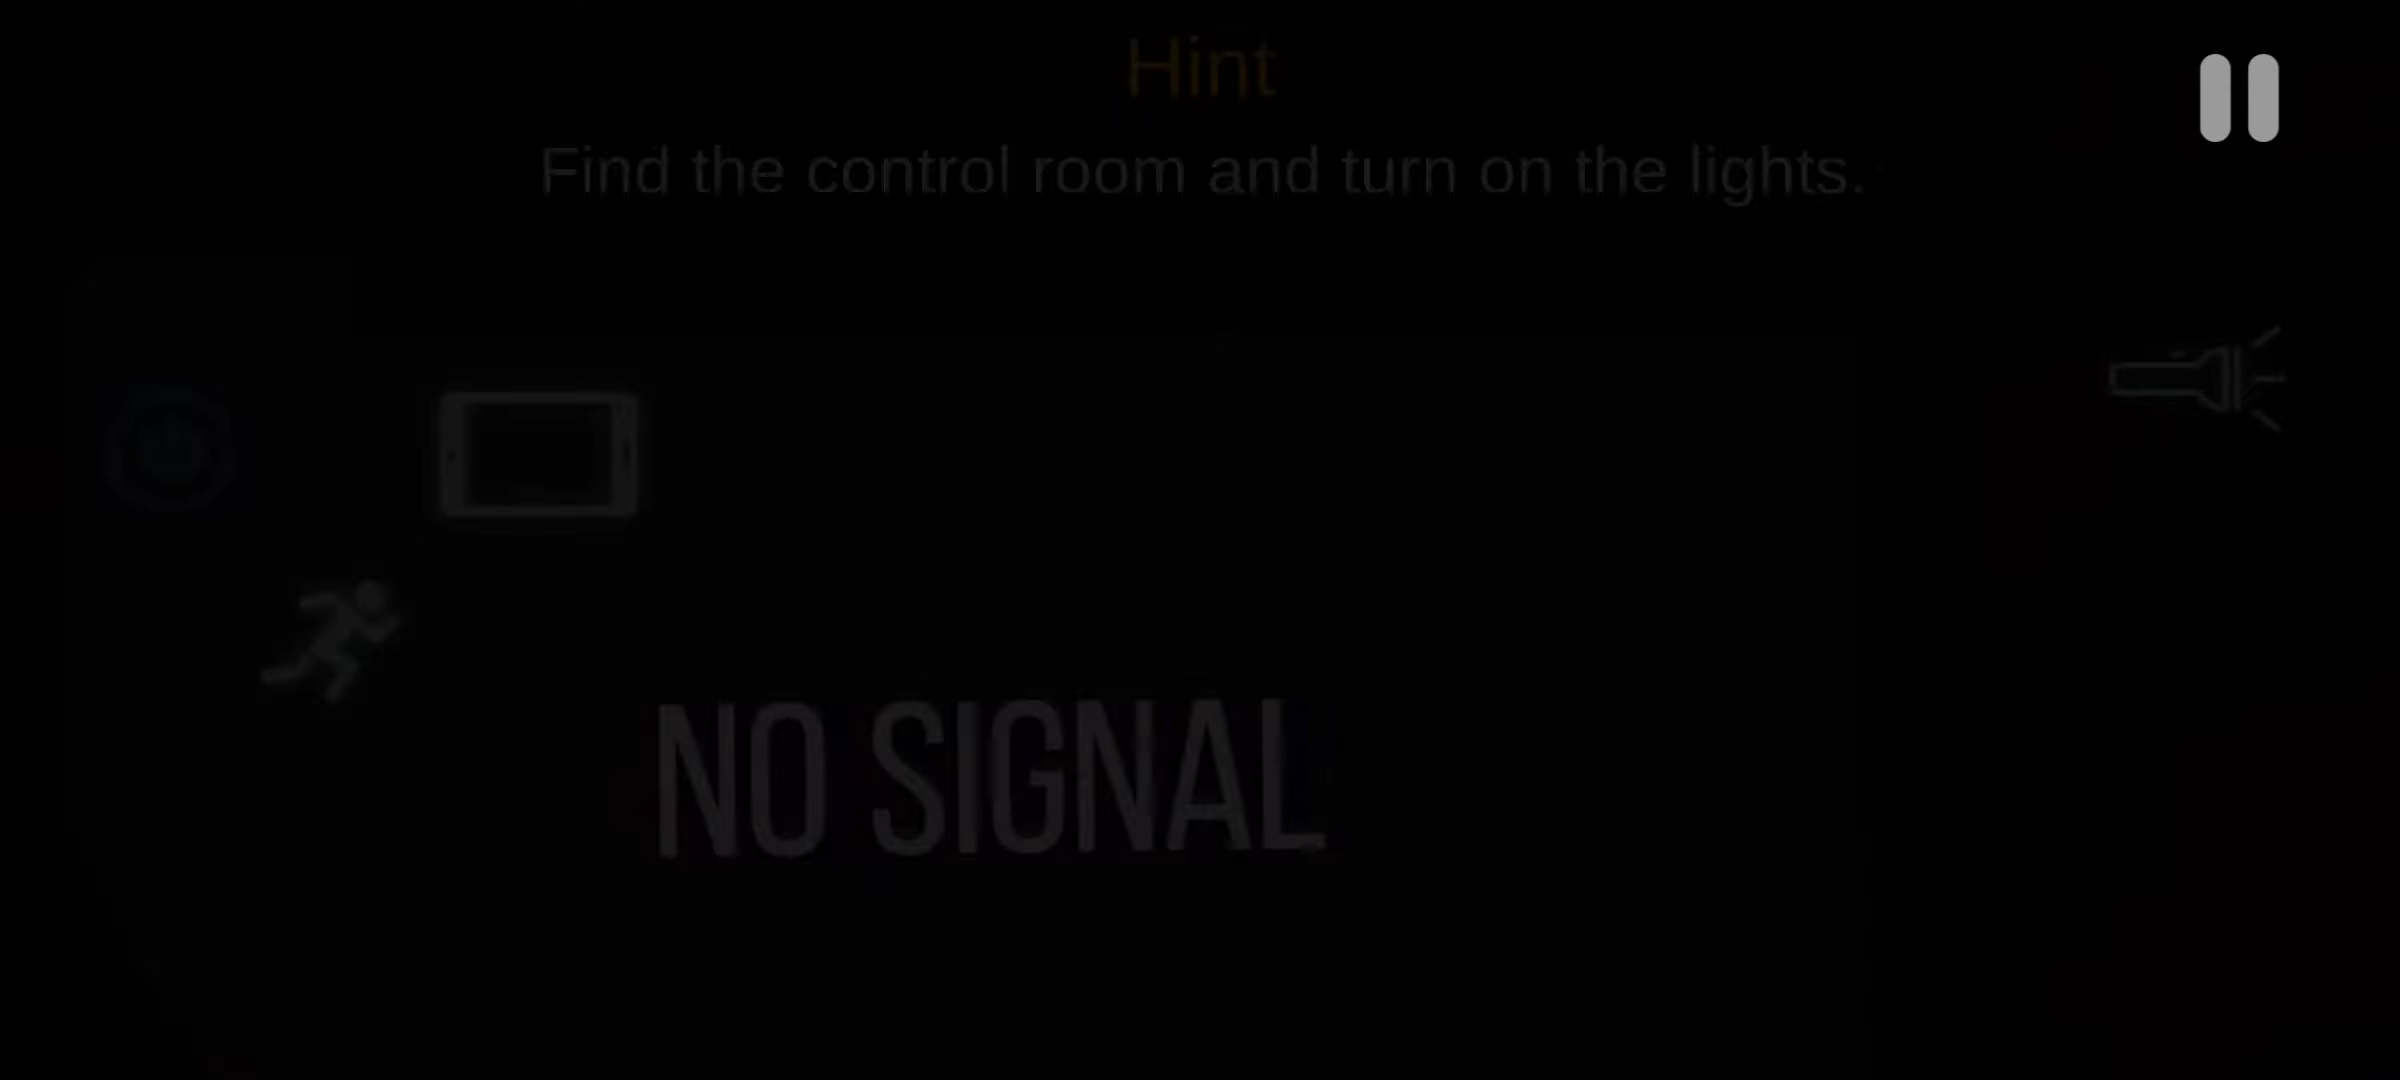 Hint
Find the control room and turn on the lights.
NO SIGNAL